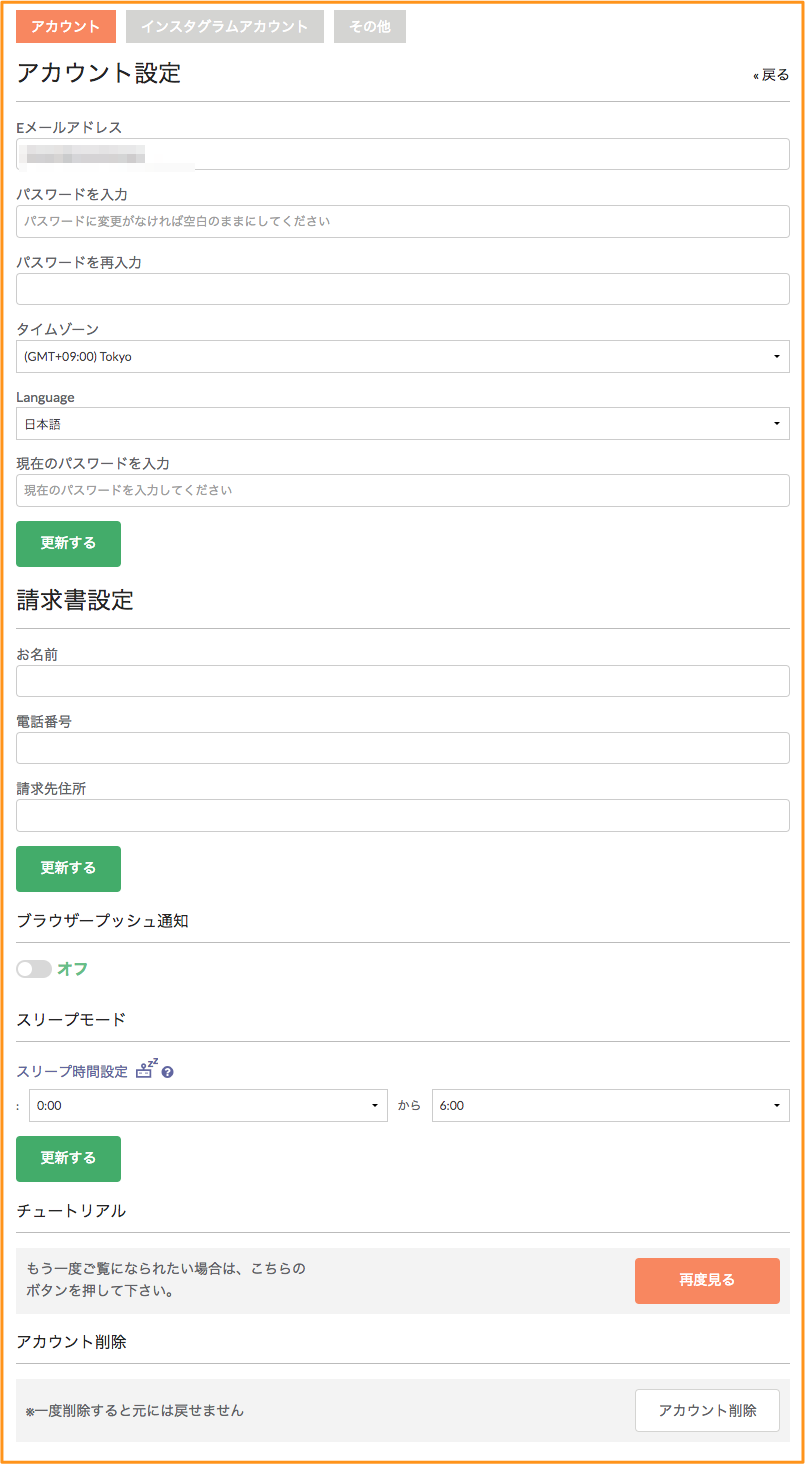 アカウント インスタグラムアカウント その他
アカウント設定
« 戻る
Eメールアドレス
パスワードを入力
パスワードに変更がなければ空白のままにしてください
パスワードを再入力
タイムゾーン
(GMT+09:00) Tokyo
Language
日本語
現在のパスワードを入力
現在のパスワードを入力してください
更新する
請求書設定
お名前
電話番号
請求先住所
更新する
ブラウザープッシュ通知
オフ
スリープモード
スリープ時間設定 zz ?
: 0:00 から 6:00
更新する
チュートリアル
もう一度ご覧になられたい場合は、こちらの
ボタンを押して下さい。
再度見る
アカウント削除
※一度削除すると元には戻せません
アカウント削除